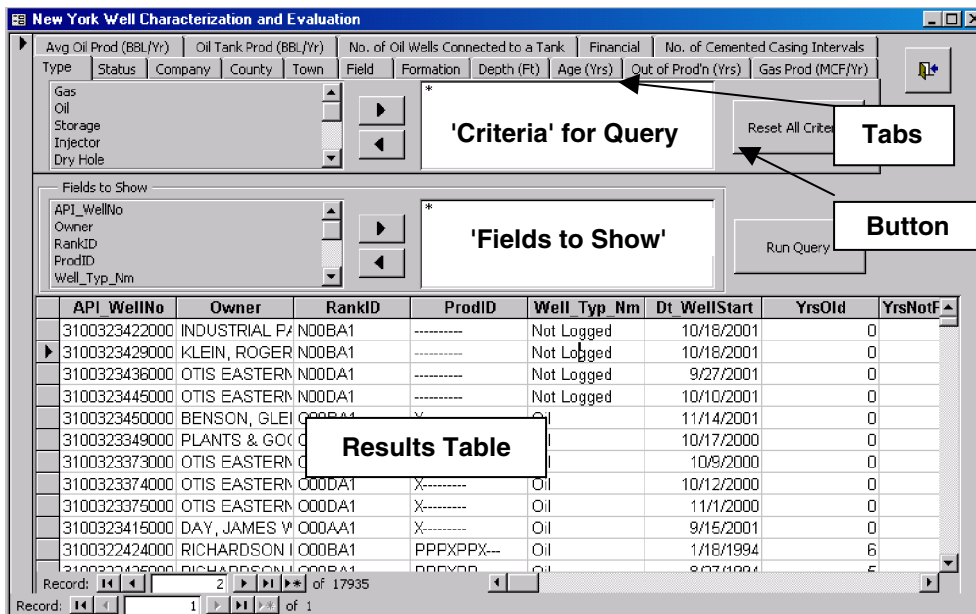 New York Well Characterization and Evaluation
Avg Oil Prod (BBL/Yr) Oil Tank Prod (BBL/Yr) No. of Oil Wells Connected to a Tank Financial No. of Cemented Casing Intervals
Type Status Company County Town Field Formation Depth (Ft) Age (Yrs) Out of Prod'n (Yrs) Gas Prod (MCF/Yr)
Gas
Oil
Storage
Injector
Dry Hole
*
'Criteria' for Query
Reset All Criter
Tabs
Fields to Show
API_WellNo
Owner
RankID
ProdID
Well_Typ_Nm
*
'Fields to Show'
Run Query
Button
API_WellNo Owner RankID ProdID Well_Typ_Nm Dt_WellStart YrsOld YrsNotF
3100323422000 INDUSTRIAL PA N00BA1 ---------- Not Logged 10/18/2001 0
3100323429000 KLEIN, ROGER N00BA1 ---------- Not Logged 10/18/2001 0
3100323436000 OTIS EASTERN N00DA1 ---------- Not Logged 9/27/2001 0
3100323445000 OTIS EASTERN N00DA1 ---------- Not Logged 10/10/2001 0
3100323450000 BENSON, GLEI Oil 11/14/2001 0
3100323349000 PLANTS & GOO 10/17/2000 0
3100323373000 OTIS EASTERN 10/9/2000 0
Results Table
3100323374000 OTIS EASTERN O00DA1 X--------- Oil 10/12/2000 0
3100323375000 OTIS EASTERN O00DA1 X--------- Oil 11/1/2000 0
3100323415000 DAY, JAMES W O00AA1 X--------- Oil 9/15/2001 0
3100322424000 RICHARDSON I O00BA1 PPPXPPX--- Oil 1/18/1994 6
Record: 2 of 17935
Record: 1 of 1